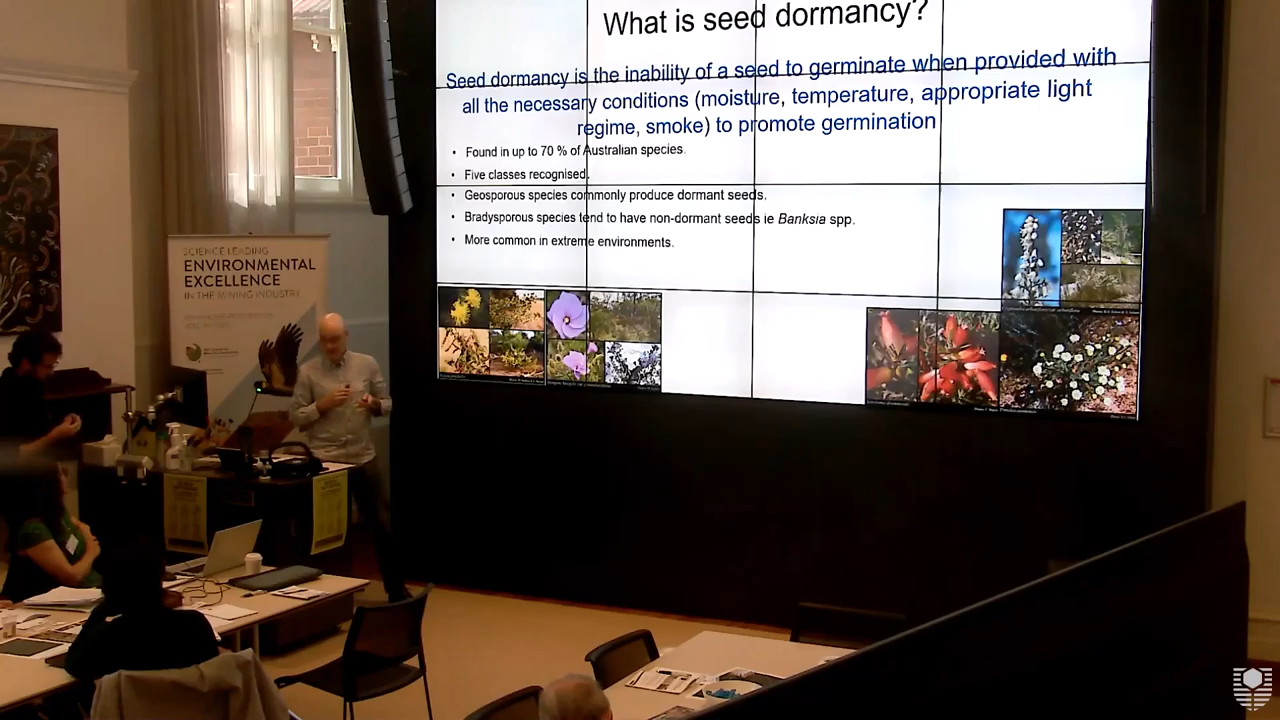 What is seed dormancy?
Seed dormancy is the inability of a seed to germinate when provided with
all the necessary conditions (moisture, temperature, appropriate light
regime, smoke) to promote germination
• Found in up to 70 % of Australian species.
• Five classes recognised.
• Geosporous species commonly produce dormant seeds.
• Bradysporous species tend to have non-dormant seeds ie Banksia spp.
• More common in extreme environments.
SCIENCE LEADING
ENVIRONMENTAL
EXCELLENCE
IN THE MINING INDUSTRY